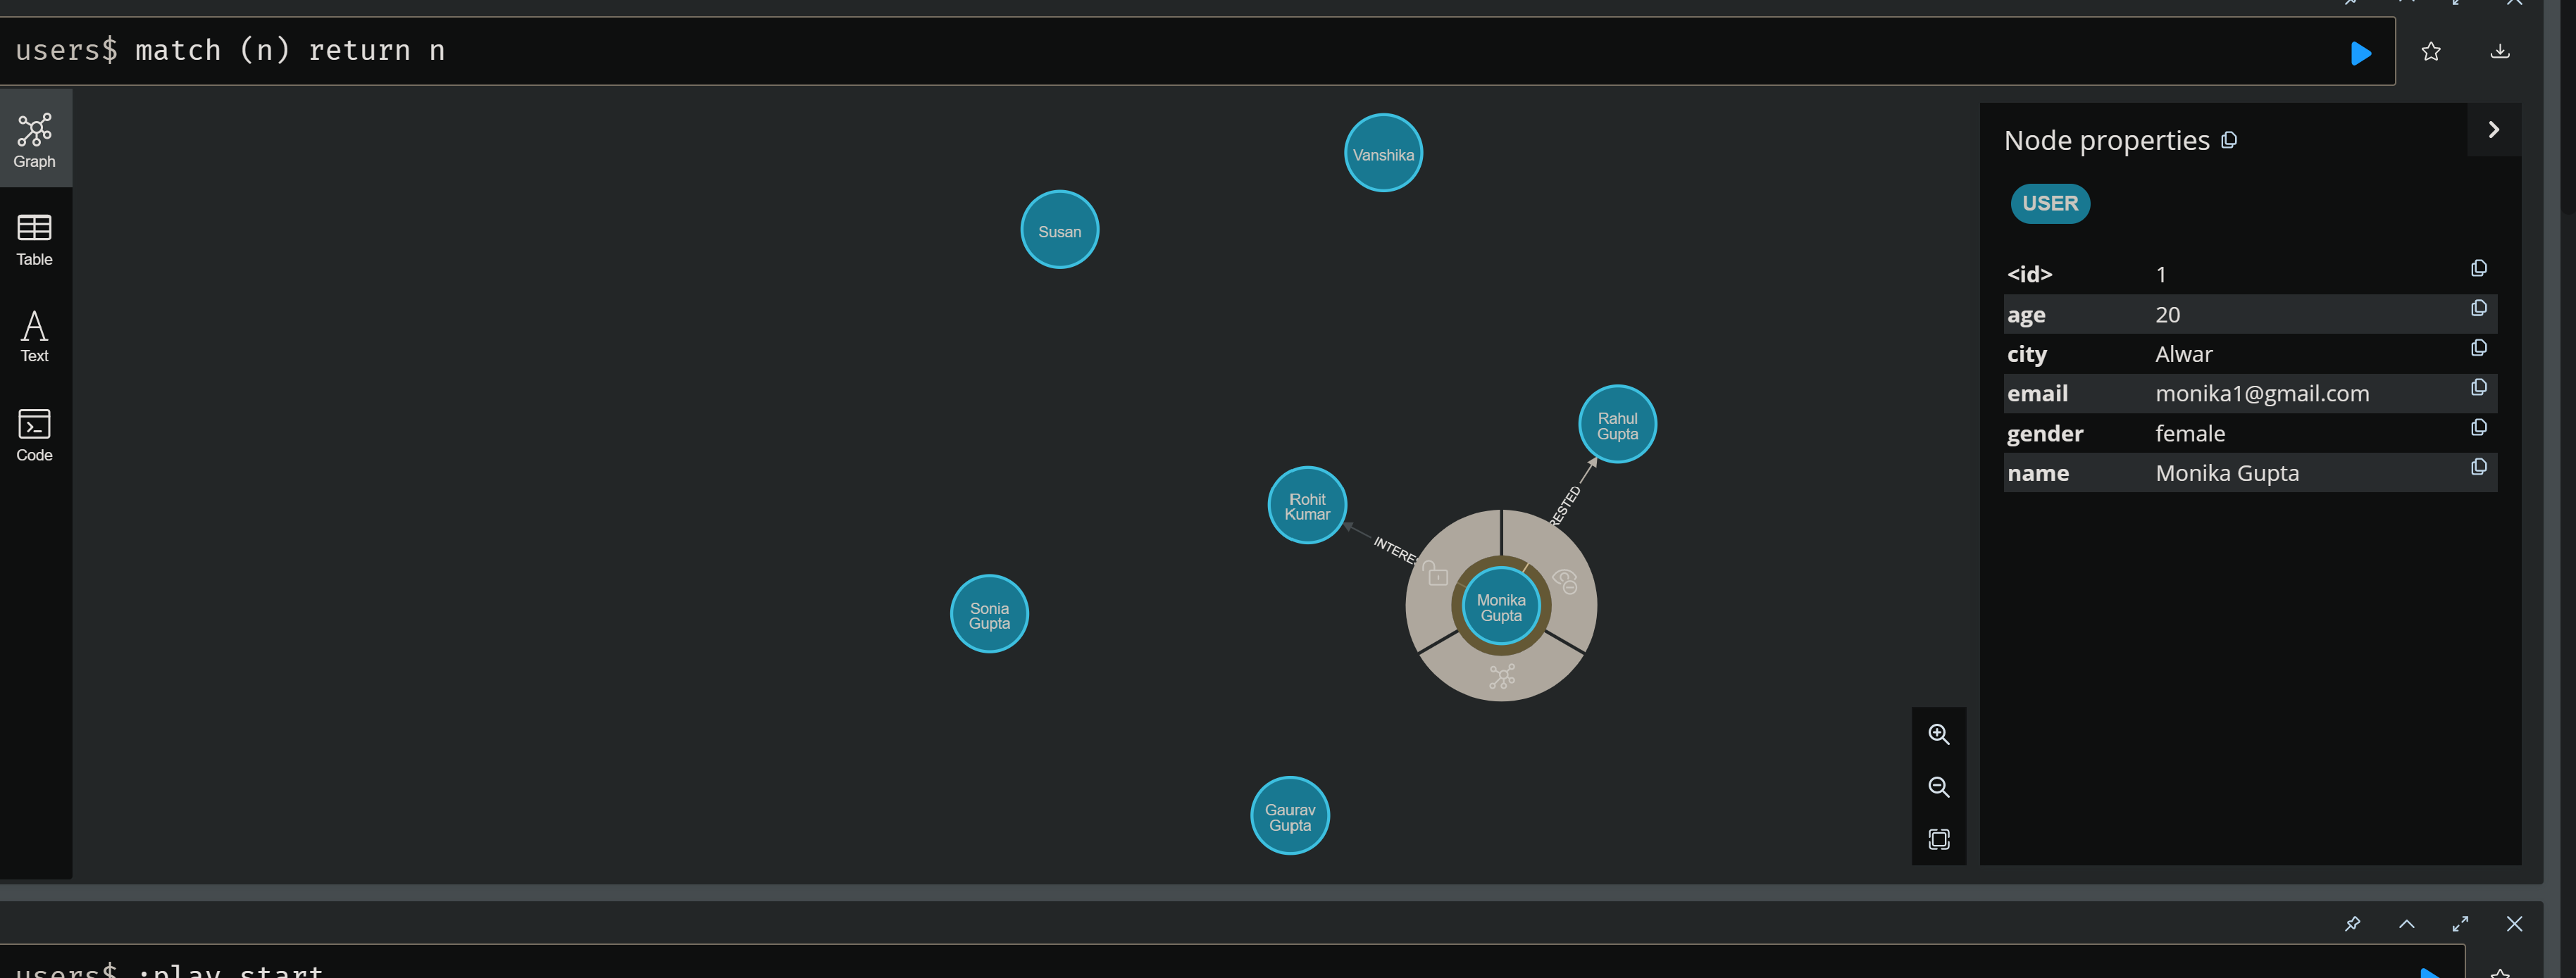 users$ match (n) return n
Graph
Table
Text
Code
Vanshika
Susan
Rahul
Gupta
RESTED
Rohit
Kumar
INTERE
Monika
Gupta
Sonia
Gupta
Gaurav
Gupta
Node properties
USER
<id> 1
age 20
city Alwar
email monika1@gmail.com
gender female
name Monika Gupta
users$ :play start